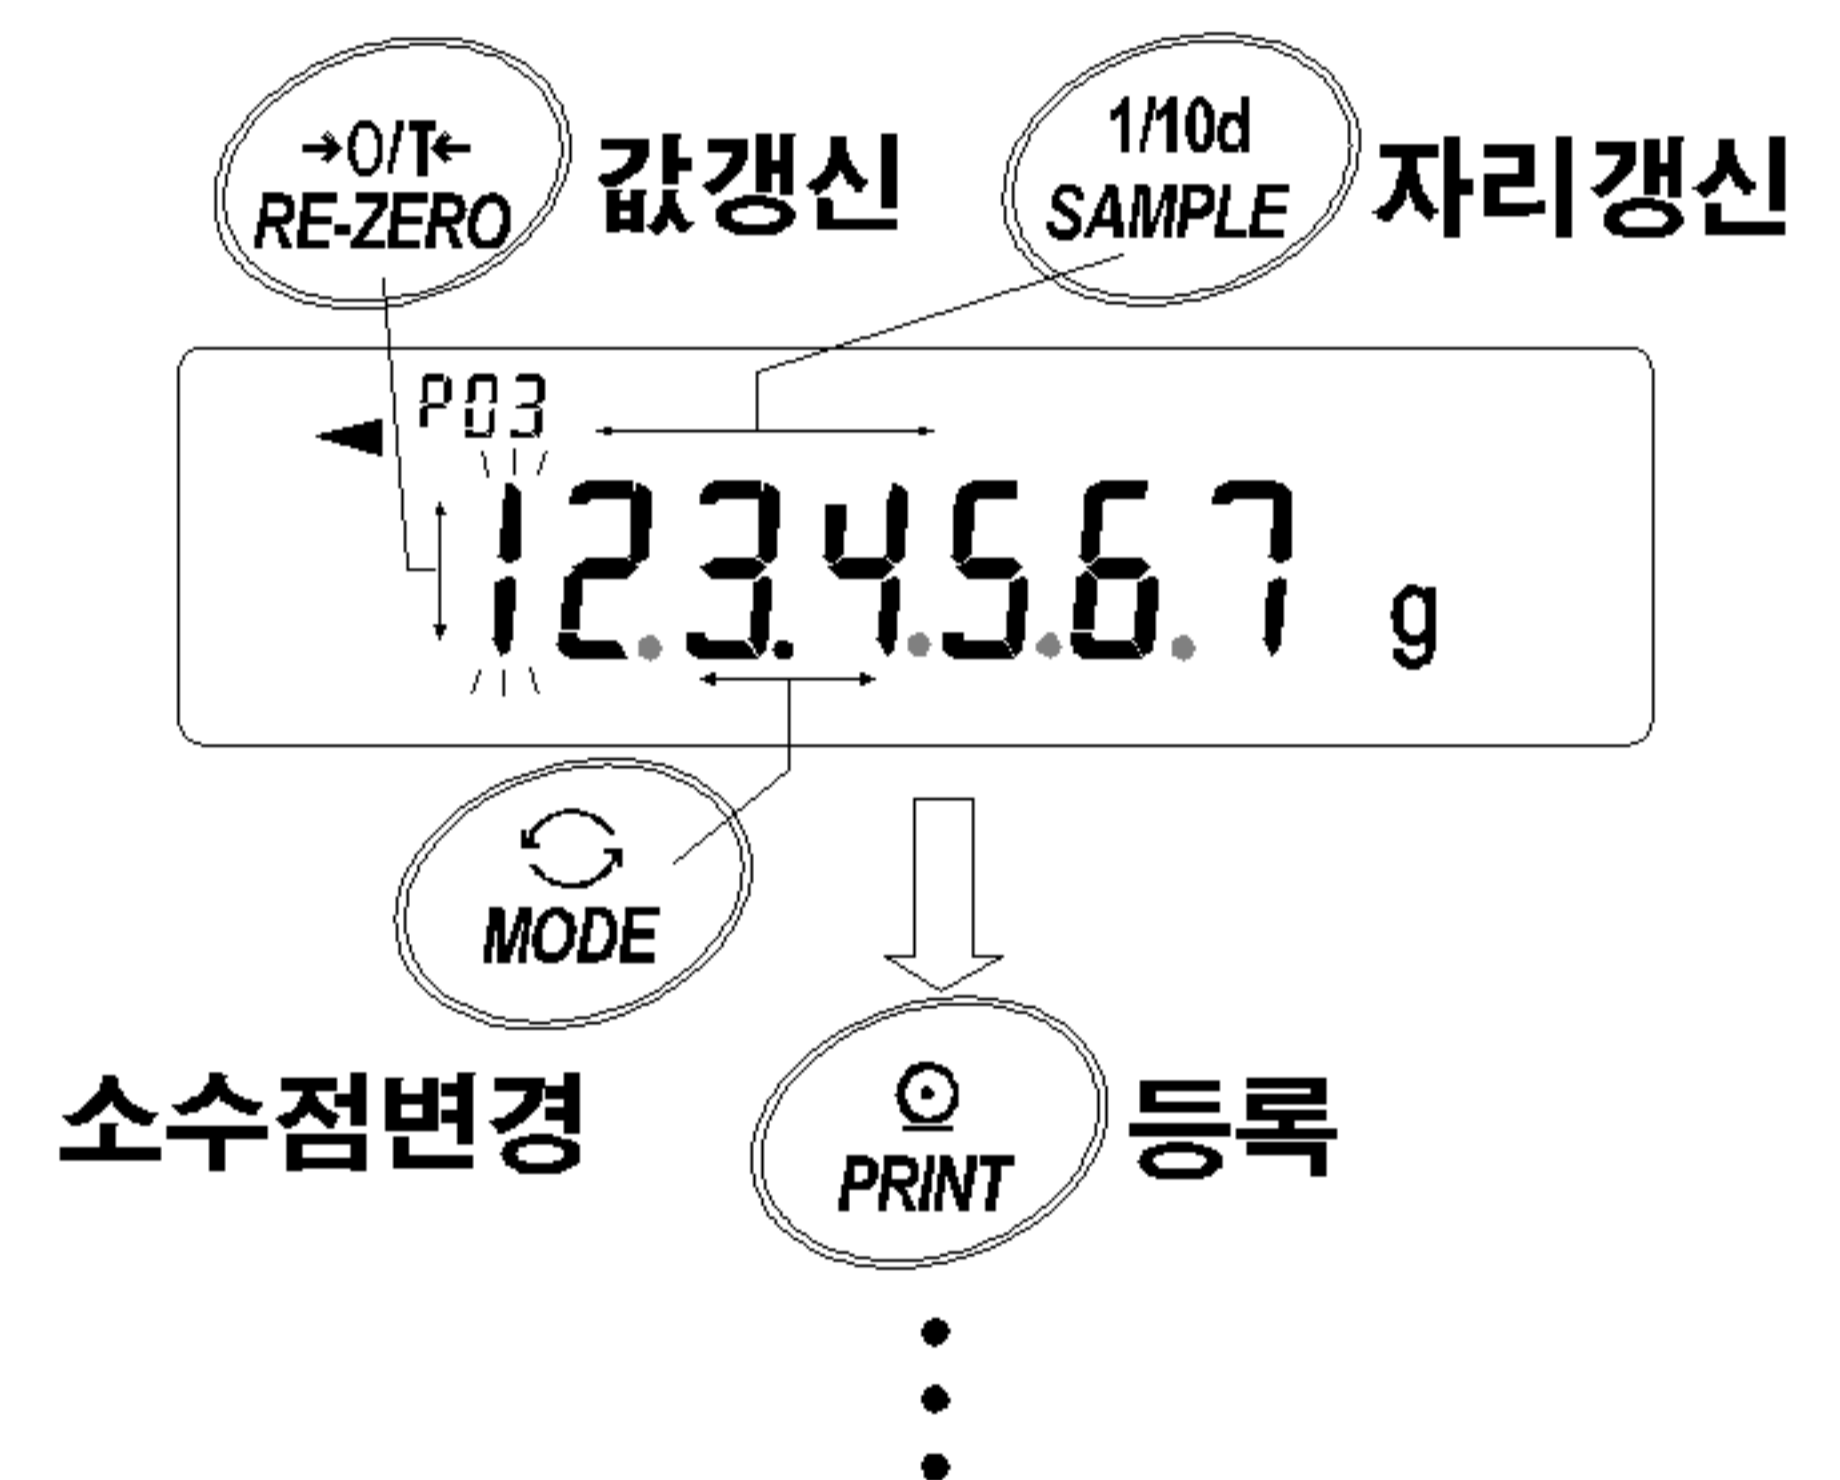 →0/T← 값갱신 1/10d 자리갱신
RE-ZERO SAMPLE
P03
123.4567 g
MODE
소수점변경
PRINT 등록